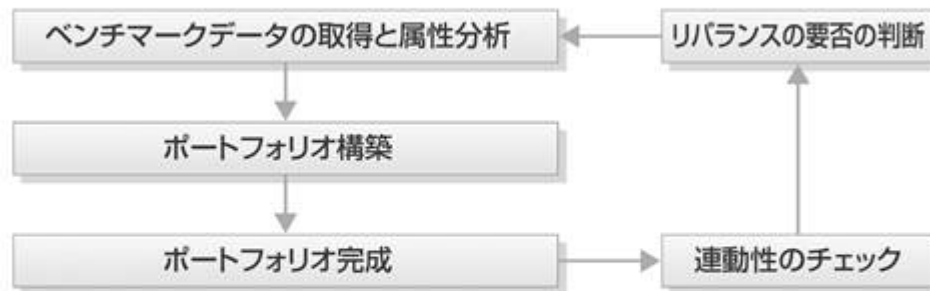 ベンチマークデータの取得と属性分析
リバランスの要否の判断
ポートフォリオ構築
ポートフォリオ完成
連動性のチェック